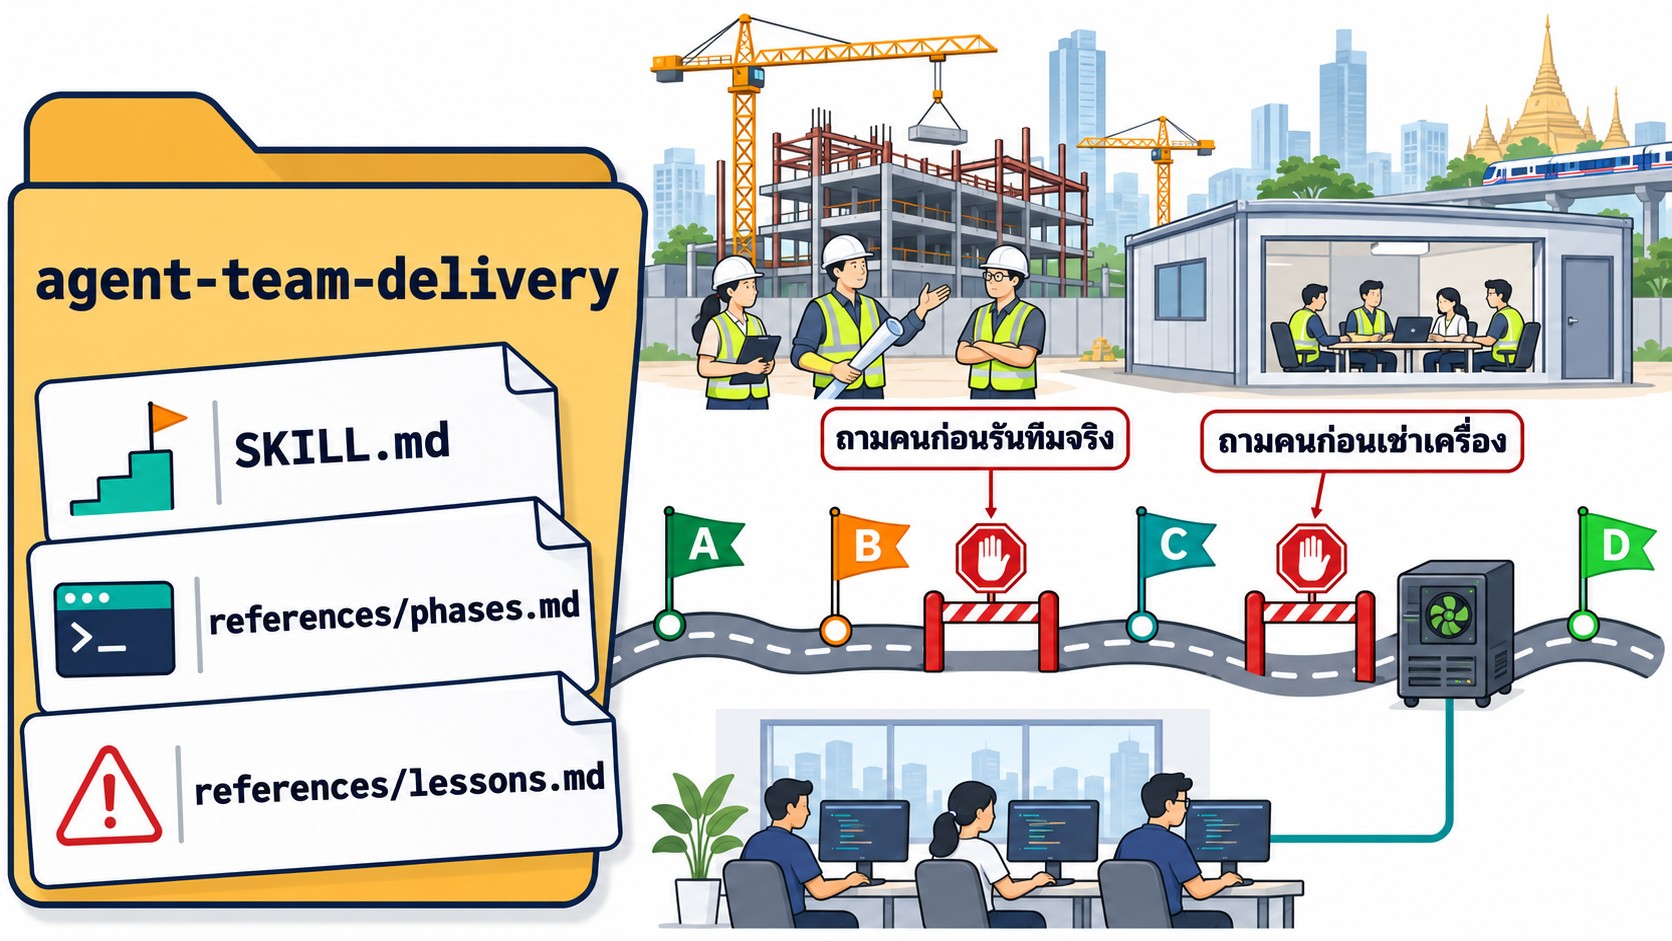 agent-team-delivery
SKILL.md
>_
references/phases.md
references/lessons.md
ถามคนก่อนรันทีมจริง
ถามคนก่อนเช่าเครื่อง
A
B
C
D